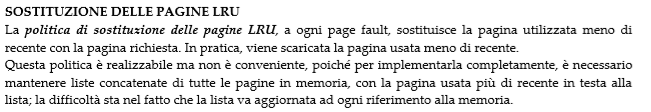 SOSTITUZIONE DELLE PAGINE LRU
La politica di sostituzione delle pagine LRU, a ogni page fault, sostituisce la pagina utilizzata meno di
recente con la pagina richiesta. In pratica, viene scaricata la pagina usata meno di recente.
Questa politica è realizzabile ma non è conveniente, poiché per implementarla completamente, è necessario
mantenere liste concatenate di tutte le pagine in memoria, con la pagina usata più di recente in testa alla
lista; la difficoltà sta nel fatto che la lista va aggiornata ad ogni riferimento alla memoria.